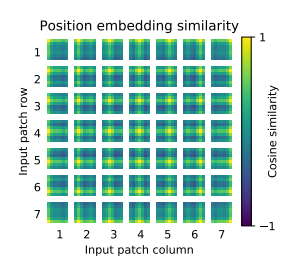 Position embedding similarity
1
2
3
4
5
6
7
1 2 3 4 5 6 7
Input patch column
Input patch row
1
−1
Cosine similarity